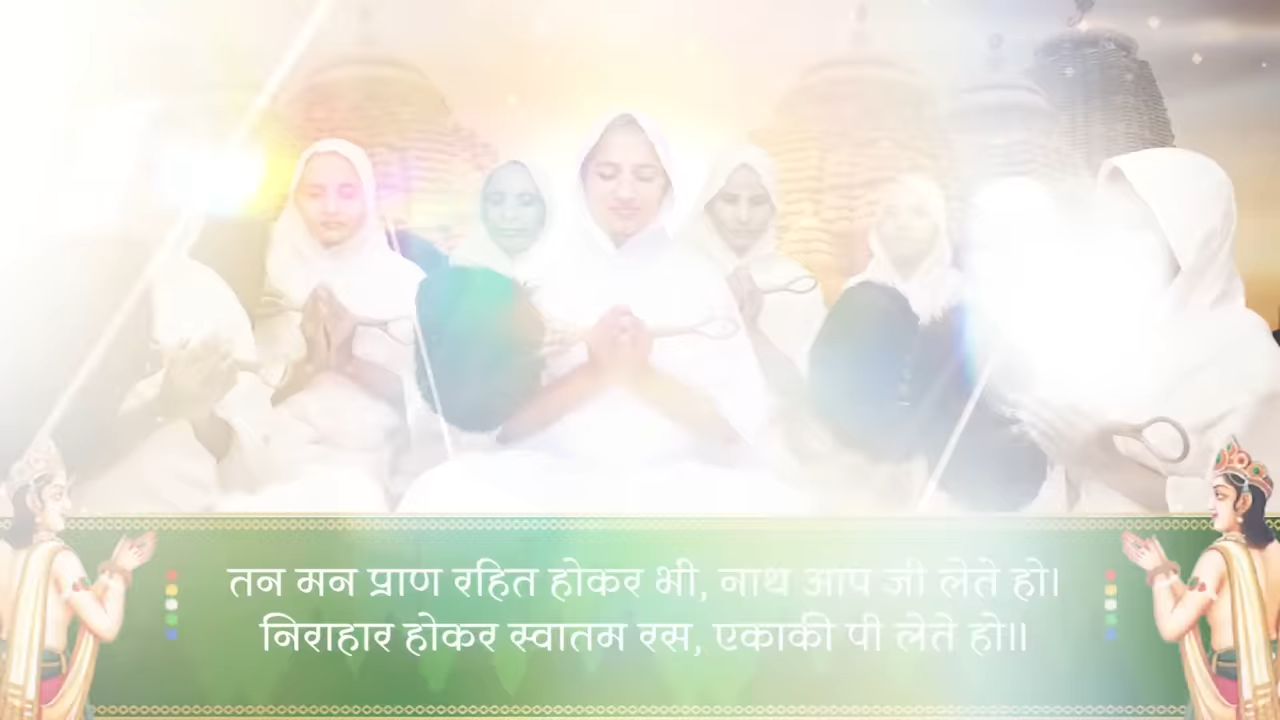 तन मन प्राण रहित होकर भी, नाथ आप जी लेते हो।
निराहार होकर स्वातम रस, एकाकी पी लेते हो॥